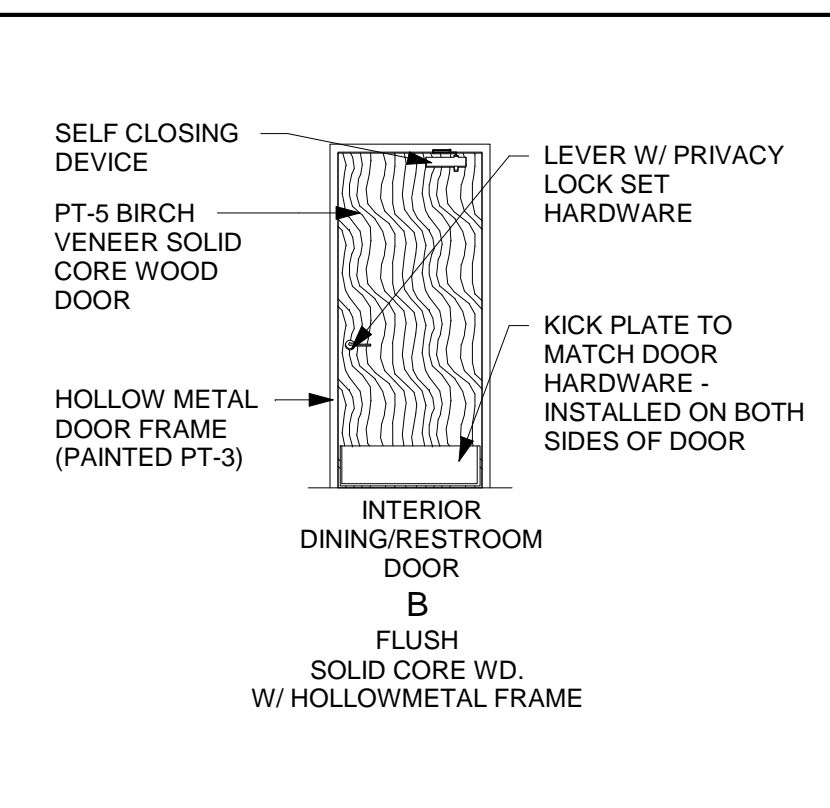 SELF CLOSING
DEVICE
PT-5 BIRCH
VENEER SOLID
CORE WOOD
DOOR
HOLLOW METAL
DOOR FRAME
(PAINTED PT-3)
LEVER W/ PRIVACY
LOCK SET
HARDWARE
KICK PLATE TO
MATCH DOOR
HARDWARE -
INSTALLED ON BOTH
SIDES OF DOOR
INTERIOR
DINING/RESTROOM
DOOR
B
FLUSH
SOLID CORE WD.
W/ HOLLOWMETAL FRAME